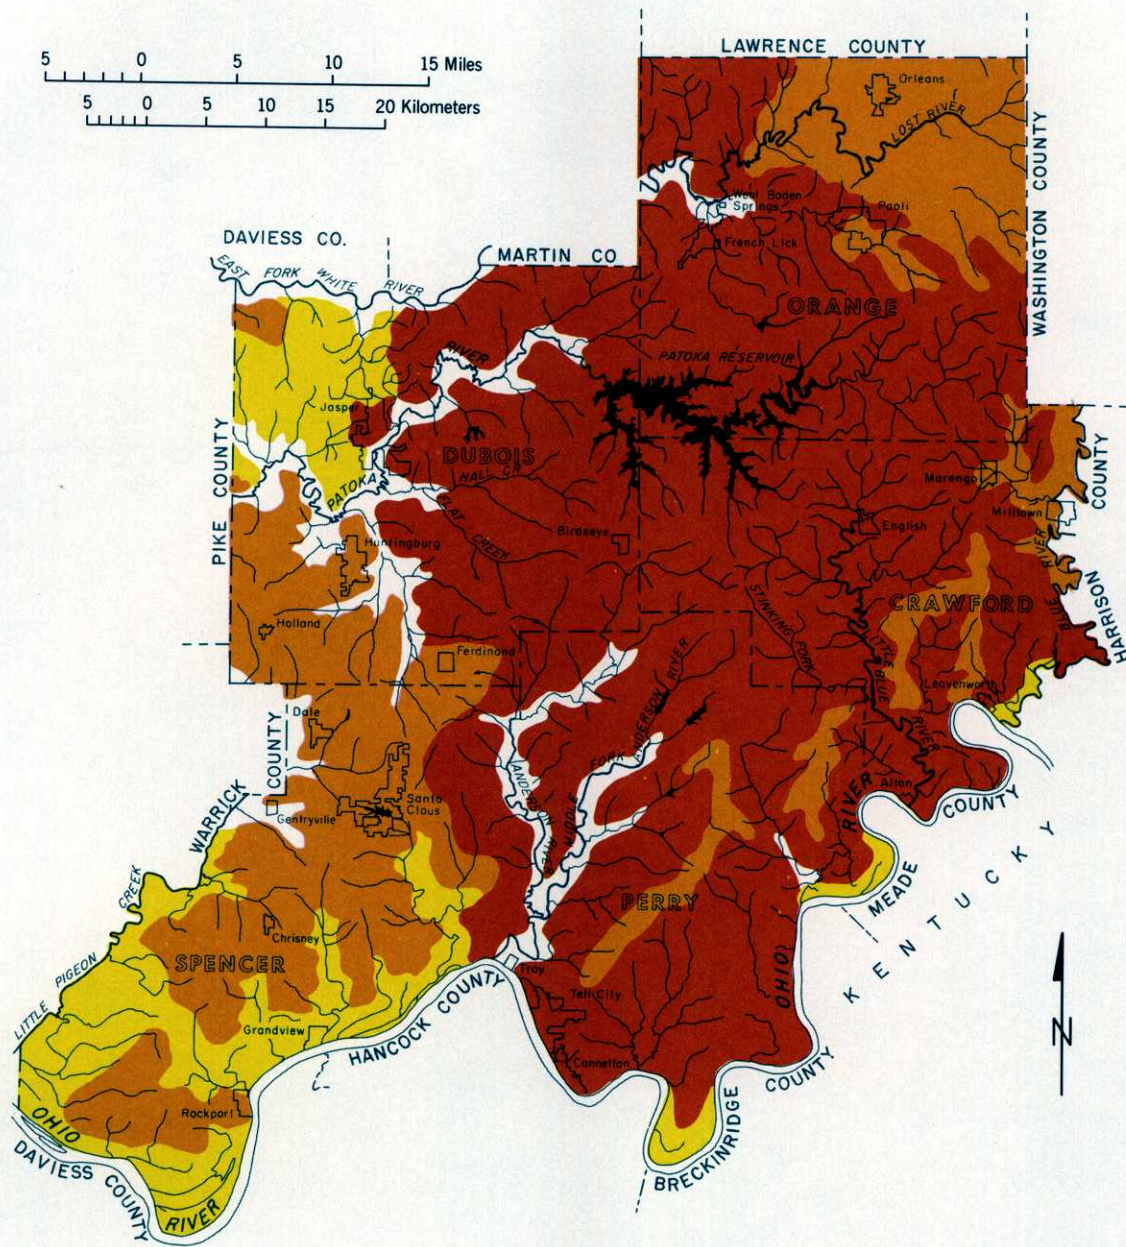 5 0 5 10 15 Miles
5 0 5 10 15 20 Kilometers
LAWRENCE COUNTY
Orleans
LOST RIVER
WASHINGTON COUNTY
West Baden
Springs
Paoli
French Lick
DAVIESS CO.
MARTIN CO
EAST FORK WHITE RIVER
ORANGE
PATOKA RESERVOIR
RIVER
Jasper
DUBOIS
HALL CR
PATOKA
FLAT CREEK
PIKE COUNTY
Marengo
COUNTY
Milltown
English
Birdseye
Huntingburg
BLUE RIVER
HARRISON
CRAWFORD
STINKING FORK
Holland
Ferdinand
LITTLE BLUE RIVER
Leavenworth
Dale
ANDERSON RIVER
MIDDLE FORK ANDERSON RIVER
WARRICK COUNTY
Santa
Claus
Gentryville
Alton
RIVER
MEADE COUNTY
KENTUCKY
LITTLE PIGEON CREEK
Chrisney
SPENCER
PERRY
OHIO
Troy
Tell City
Cannelton
Grandview
HANCOCK COUNTY
BRECKINRIDGE COUNTY
Rockport
OHIO RIVER
DAVIESS COUNTY
N